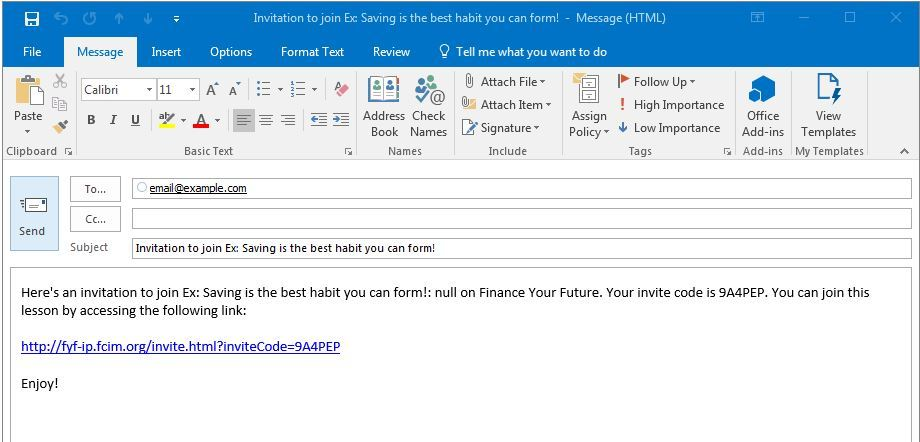 Invitation to join Ex: Saving is the best habit you can form! - Message (HTML)
File Message Insert Options Format Text Review Tell me what you want to do
Paste
Clipboard
Calibri 11 A A
B I U ab A
Basic Text
Address Book
Check Names
Names
Attach File
Attach Item
Signature
Include
Assign Policy
Follow Up
High Importance
Low Importance
Tags
Office Add-ins
Add-ins
View Templates
My Templates
Send
To... email@example.com
Cc...
Subject Invitation to join Ex: Saving is the best habit you can form!
Here's an invitation to join Ex: Saving is the best habit you can form!: null on Finance Your Future. Your invite code is 9A4PEP. You can join this
lesson by accessing the following link:
http://fyf-ip.fcim.org/invite.html?inviteCode=9A4PEP
Enjoy!